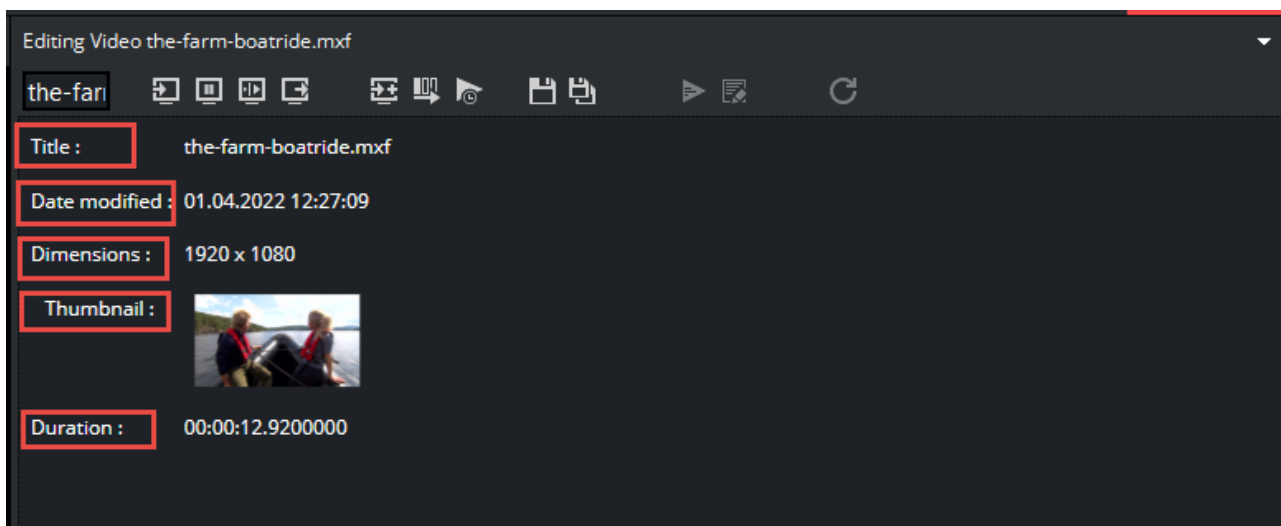 Editing Video the-farm-boatride.mxf
the-far
Title : the-farm-boatride.mxf
Date modified : 01.04.2022 12:27:09
Dimensions : 1920 x 1080
Thumbnail :
Duration : 00:00:12.9200000